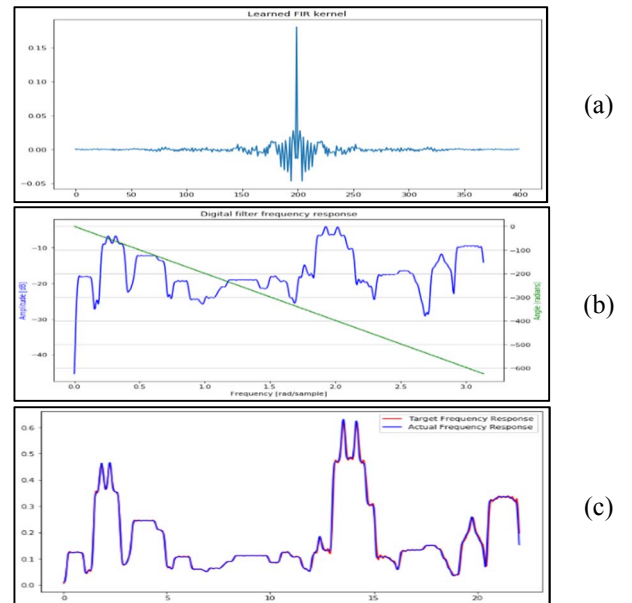 Learned FIR kernel
0.15
0.10
0.05
0.00
−0.05
0 50 100 150 200 250 300 350 400
(a)
Digital filter frequency response
Amplitude [dB]
−10
−20
−30
−40
0
−100
−200
−300
−400
−500
−600
Angle (radians)
0.0 0.5 1.0 1.5 2.0 2.5 3.0
Frequency [rad/sample]
(b)
Target Frequency Response
Actual Frequency Response
0.6
0.5
0.4
0.3
0.2
0.1
0.0
0 5 10 15 20
(c)